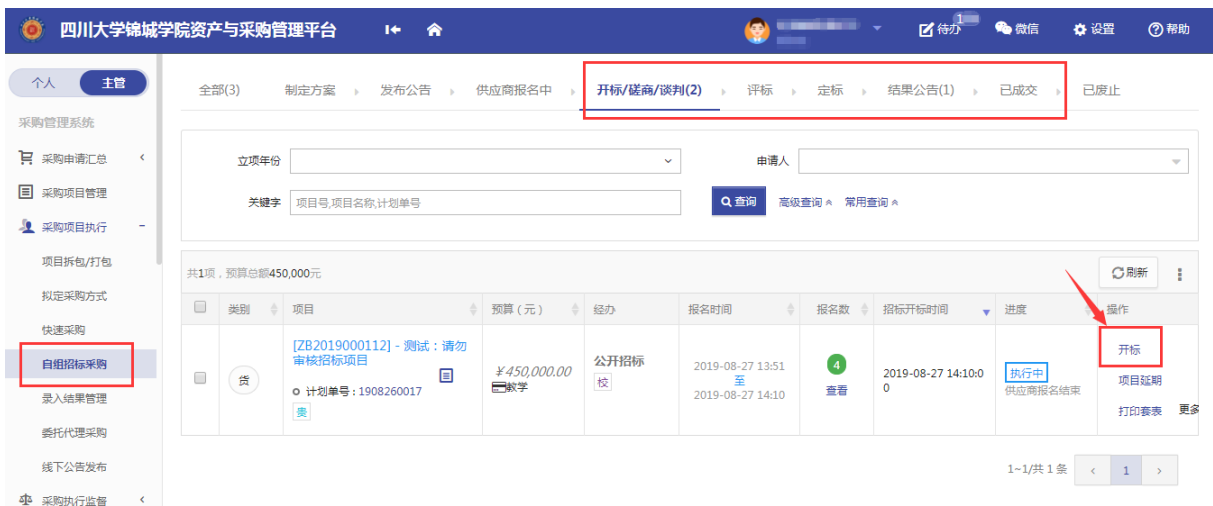 四川大学锦城学院资产与采购管理平台 待办 1 微信 设置 帮助
个人 主管
采购管理系统
采购申请汇总
采购项目管理
采购项目执行
项目拆包/打包
拟定采购方式
快速采购
自组招标采购
录入结果管理
委托代理采购
线下公告发布
采购执行监督
全部(3) 制定方案 发布公告 供应商报名中 开标/磋商/谈判(2) 评标 定标 结果公告(1) 已成交 已废止
立项年份 申请人
关键字 项目号,项目名称,计划单号 查询 高级查询 常用查询
共1项，预算总额450,000元 刷新
类别 项目 预算（元） 经办 报名时间 报名数 招标开标时间 进度 操作
货
[ZB2019000112] - 测试：请勿
审核招标项目
计划单号：1908260017
贵
¥450,000.00
教学
公开招标
校
2019-08-27 13:51
至
2019-08-27 14:10
4
查看
2019-08-27 14:10:0
0
执行中
供应商报名结束
开标
项目延期
打印套表 更多
1~1/共 1 条 1